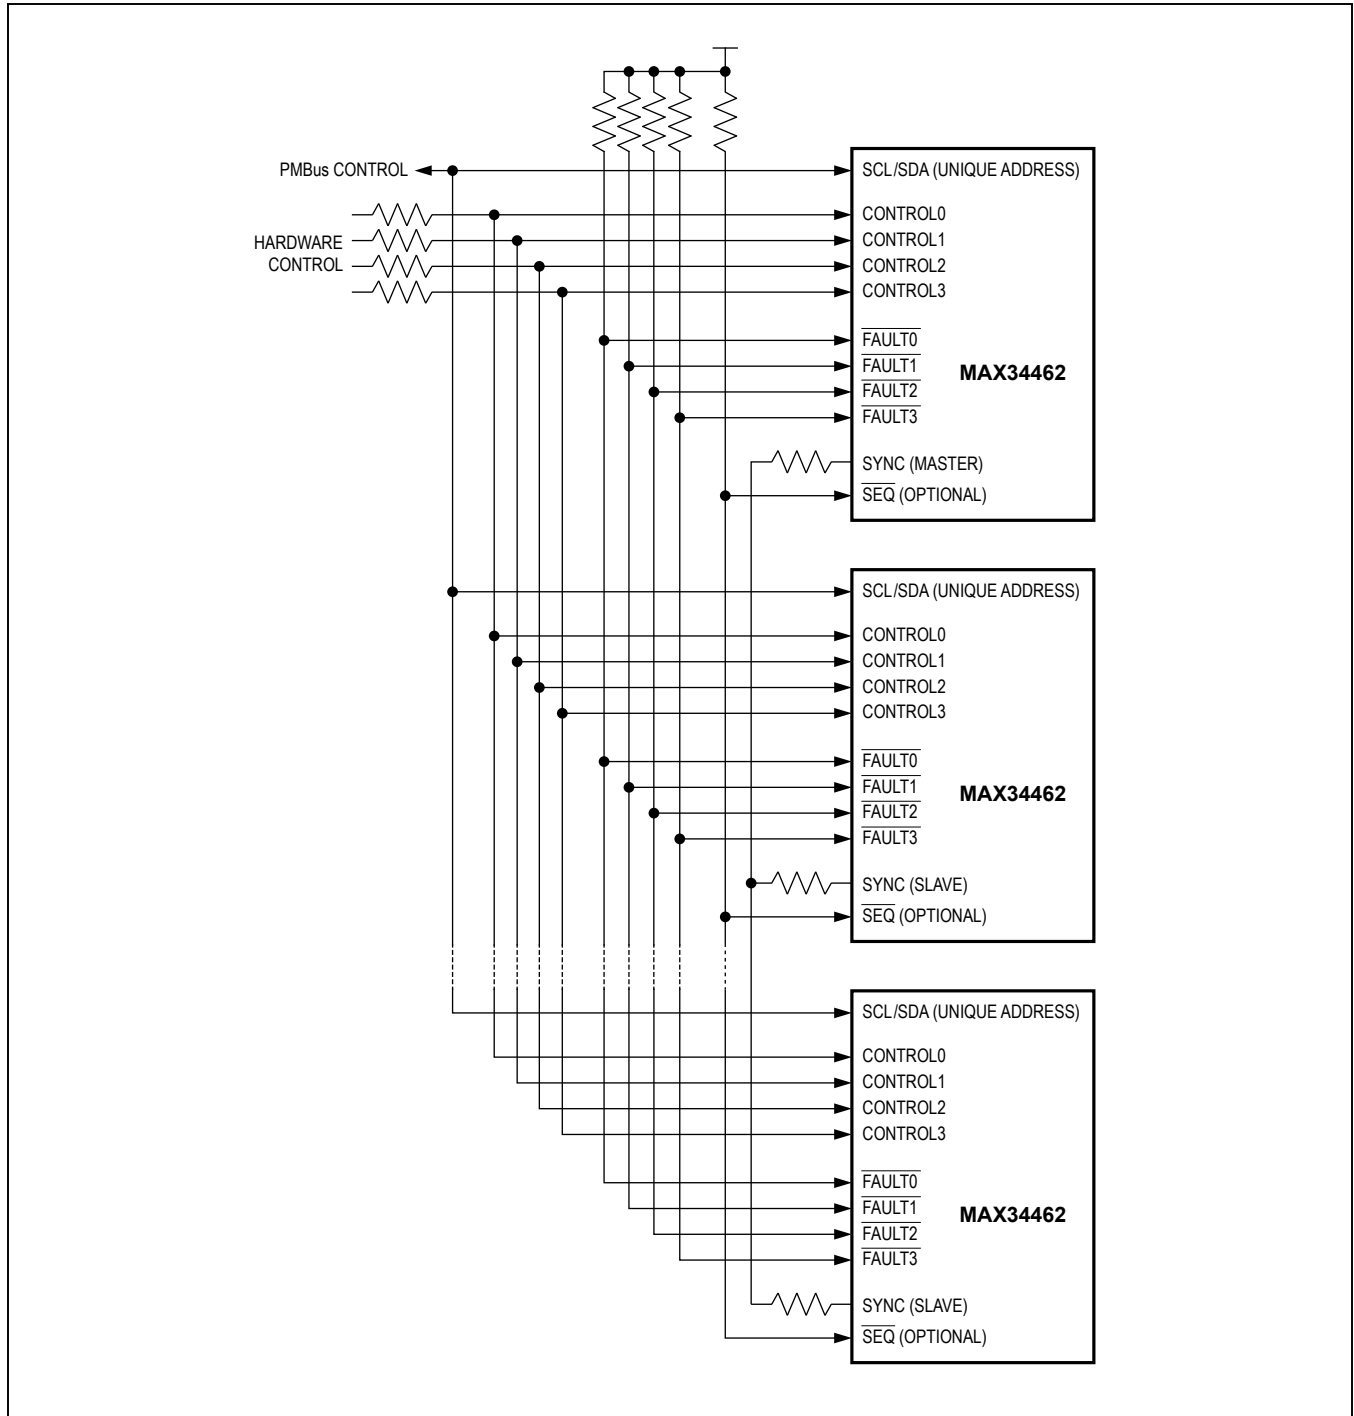 PMBus CONTROL
HARDWARE
CONTROL
SCL/SDA (UNIQUE ADDRESS)
CONTROL0
CONTROL1
CONTROL2
CONTROL3
FAULT0
FAULT1
FAULT2
FAULT3
MAX34462
SYNC (MASTER)
SEQ (OPTIONAL)
SCL/SDA (UNIQUE ADDRESS)
CONTROL0
CONTROL1
CONTROL2
CONTROL3
FAULT0
FAULT1
FAULT2
FAULT3
MAX34462
SYNC (SLAVE)
SEQ (OPTIONAL)
SCL/SDA (UNIQUE ADDRESS)
CONTROL0
CONTROL1
CONTROL2
CONTROL3
FAULT0
FAULT1
FAULT2
FAULT3
MAX34462
SYNC (SLAVE)
SEQ (OPTIONAL)